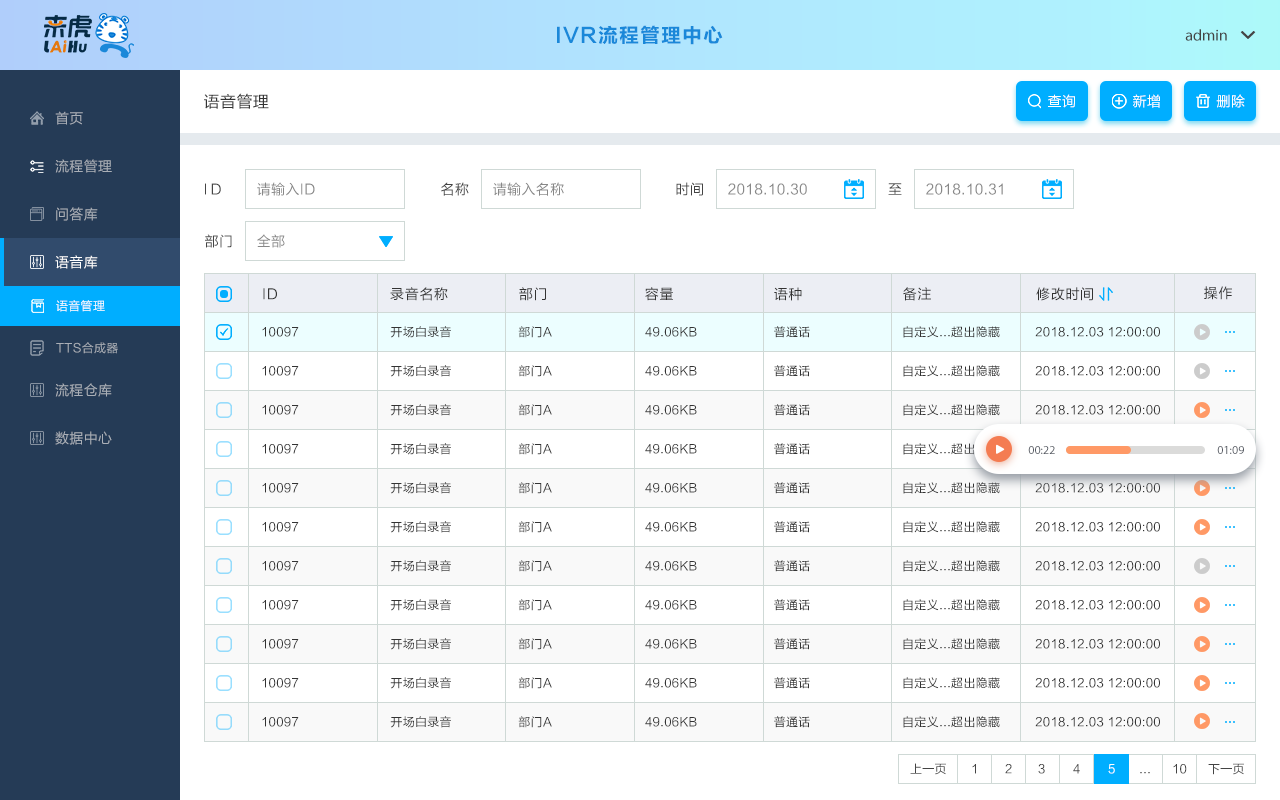 来虎
LAiHu
IVR流程管理中心
admin
首页
流程管理
问答库
语音库
语音管理
TTS合成器
流程仓库
数据中心
语音管理
查询 新增 删除
ID 请输入ID 名称 请输入名称 时间 2018.10.30 至 2018.10.31
部门 全部
ID 录音名称 部门 容量 语种 备注 修改时间 操作
10097 开场白录音 部门A 49.06KB 普通话 自定义...超出隐藏 2018.12.03 12:00:00 ...
10097 开场白录音 部门A 49.06KB 普通话 自定义...超出隐藏 2018.12.03 12:00:00 ...
10097 开场白录音 部门A 49.06KB 普通话 自定义...超出隐藏 2018.12.03 12:00:00 ...
10097 开场白录音 部门A 49.06KB 普通话 自定义... 00:22 01:09
10097 开场白录音 部门A 49.06KB 普通话 自定义...超出隐藏 2018.12.03 12:00:00 ...
10097 开场白录音 部门A 49.06KB 普通话 自定义...超出隐藏 2018.12.03 12:00:00 ...
10097 开场白录音 部门A 49.06KB 普通话 自定义...超出隐藏 2018.12.03 12:00:00 ...
10097 开场白录音 部门A 49.06KB 普通话 自定义...超出隐藏 2018.12.03 12:00:00 ...
10097 开场白录音 部门A 49.06KB 普通话 自定义...超出隐藏 2018.12.03 12:00:00 ...
10097 开场白录音 部门A 49.06KB 普通话 自定义...超出隐藏 2018.12.03 12:00:00 ...
10097 开场白录音 部门A 49.06KB 普通话 自定义...超出隐藏 2018.12.03 12:00:00 ...
上一页 1 2 3 4 5 ... 10 下一页